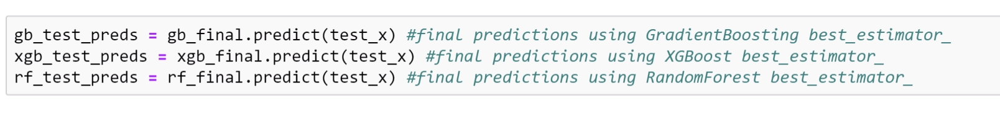 gb_test_preds = gb_final.predict(test_x) #final predictions using GradientBoosting best_estimator_
xgb_test_preds = xgb_final.predict(test_x) #final predictions using XGBoost best_estimator_
rf_test_preds = rf_final.predict(test_x) #final predictions using RandomForest best_estimator_